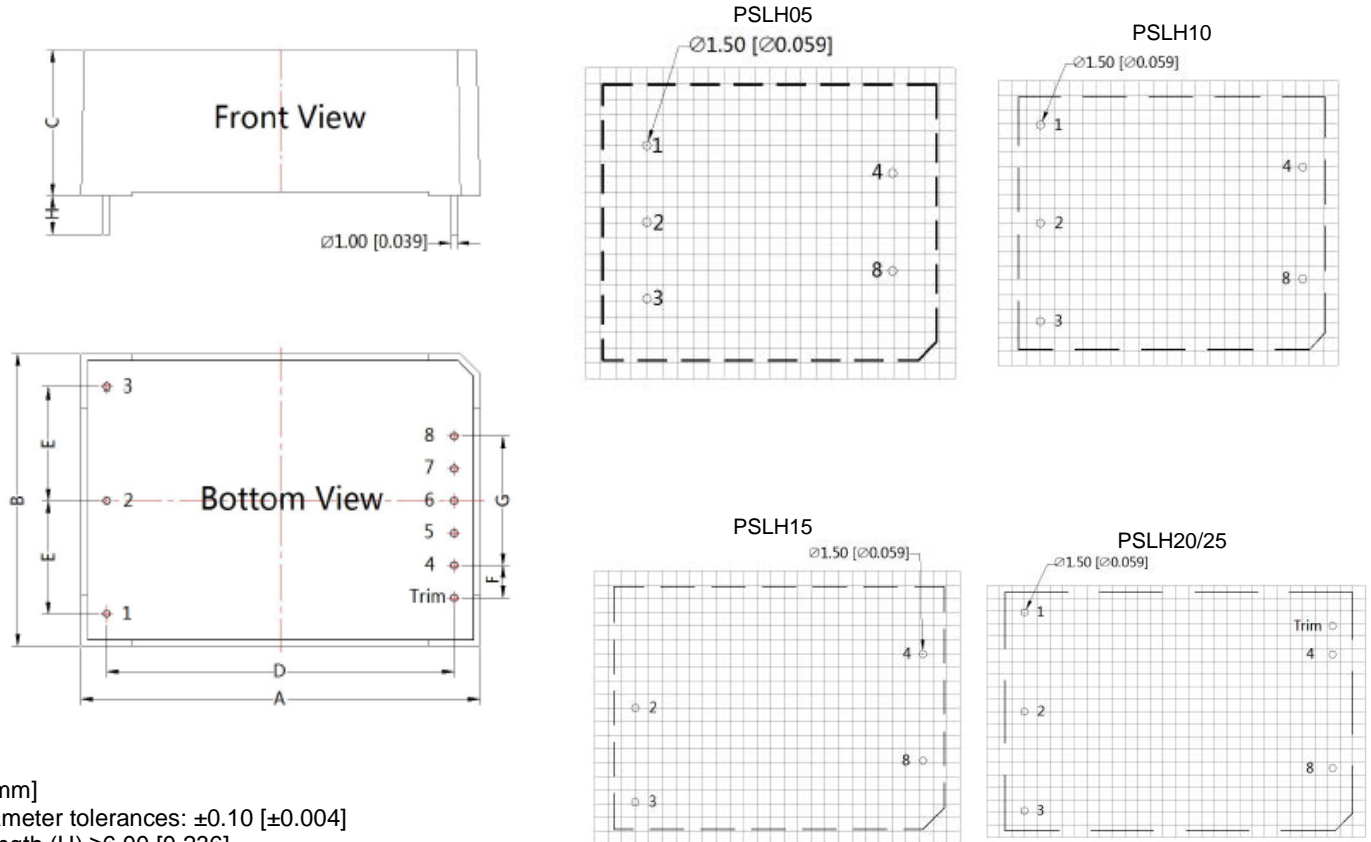 PSLH05
Ø1.50 [Ø0.059]
1
2
3
4
8
PSLH10
Ø1.50 [Ø0.059]
1
2
3
4
8
C
Front View
H
Ø1.00 [0.039]
3
2
1
E
E
B
Bottom View
8
7
6
5
4
Trim
G
F
D
A
PSLH15
Ø1.50 [Ø0.059]
4
2
8
3
PSLH20/25
Ø1.50 [Ø0.059]
1
Trim
4
2
8
3
mm]
meter tolerances: ±0.10 [±0.004]